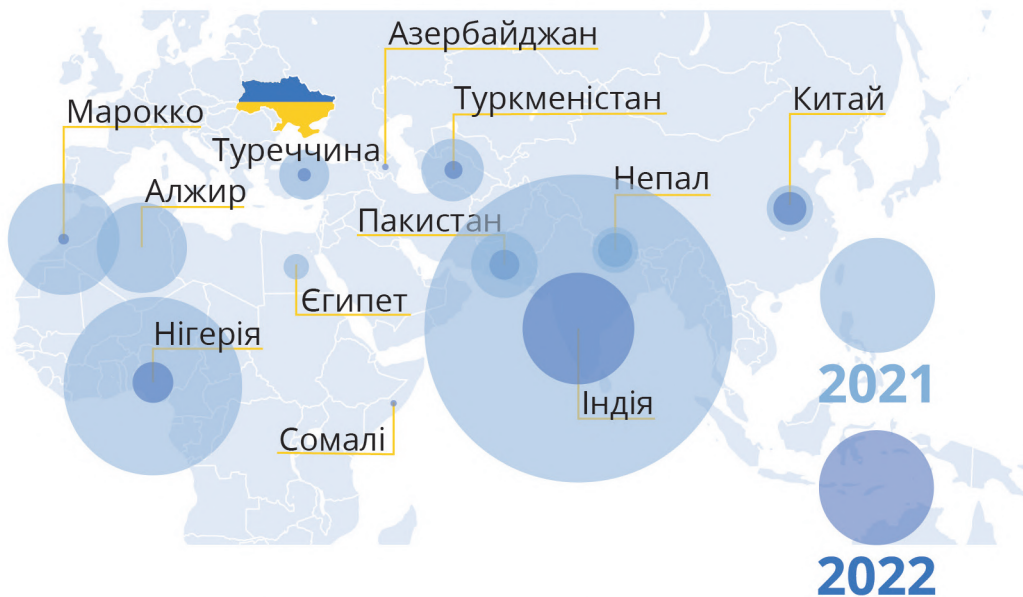 Азербайджан
Туркменістан
Китай
Марокко
Туреччина
Непал
Алжир
Пакистан
Єгипет
Нігерія
2021
Індія
Сомалі
2022